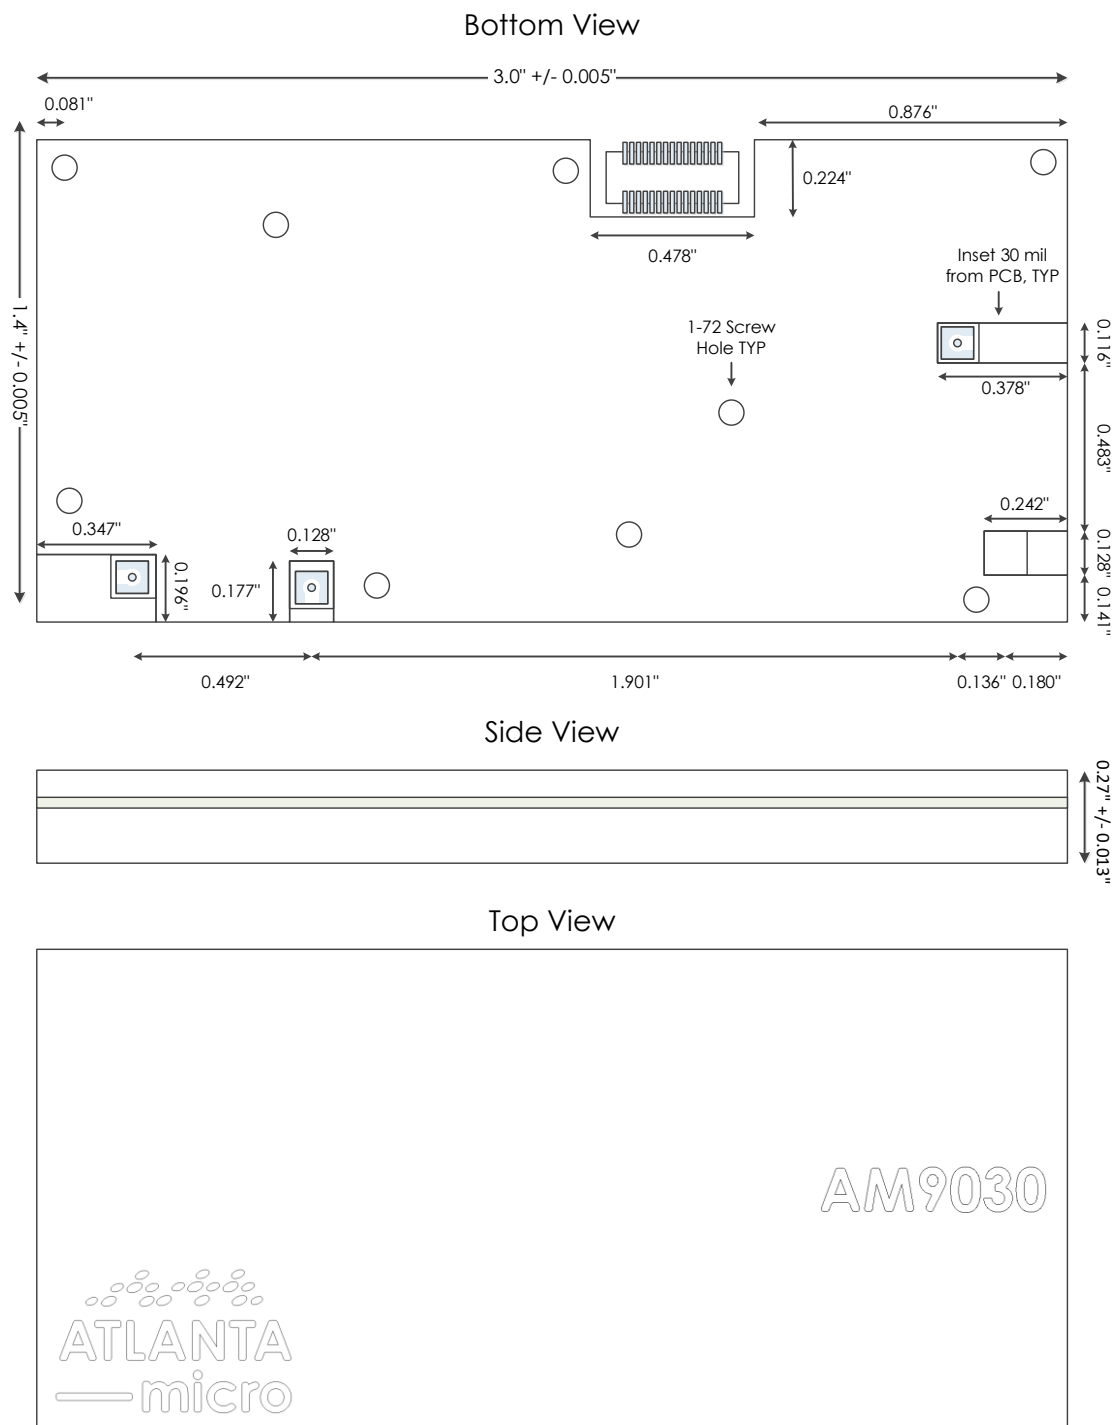 Bottom View
3.0" +/- 0.005"
0.081"
0.876"
0.224"
0.478"
Inset 30 mil
from PCB, TYP
1.4" +/- 0.005"
1-72 Screw
Hole TYP
0.116"
0.378"
0.483"
0.242"
0.347"
0.128"
0.128"
0.196"
0.177"
0.141"
0.492"
1.901"
0.136" 0.180"
Side View
0.27" +/- 0.013"
Top View
AM9030
ATLANTA
micro